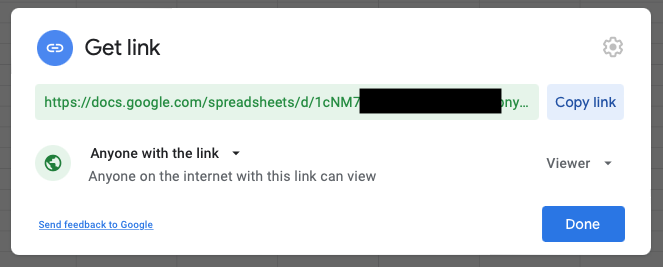 Get link
https://docs.google.com/spreadsheets/d/1cNM7 ony... Copy link
Anyone with the link
Viewer
Anyone on the internet with this link can view
Send feedback to Google
Done